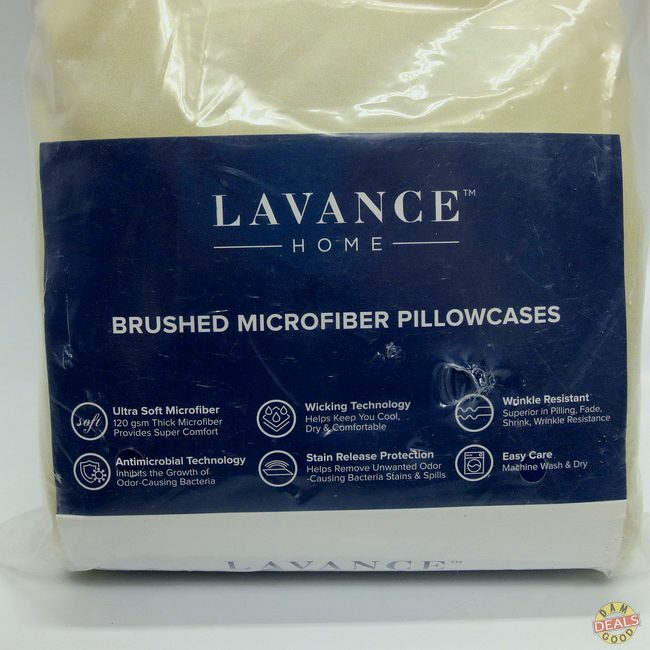 LAVANCE™
HOME
BRUSHED MICROFIBER PILLOWCASES
soft
Ultra Soft Microfiber
120 gsm Thick Microfiber
Provides Super Comfort
Wicking Technology
Helps Keep You Cool,
Dry & Comfortable
Wrinkle Resistant
Superior in Pilling, Fade,
Shrink, Wrinkle Resistance
Antimicrobial Technology
Inhibits the Growth of
Odor-Causing Bacteria
Stain Release Protection
Helps Remove Unwanted Odor
-Causing Bacteria Stains & Spills
Easy Care
Machine Wash & Dry
LAVANCE™
DAM
DEALS
GOOD